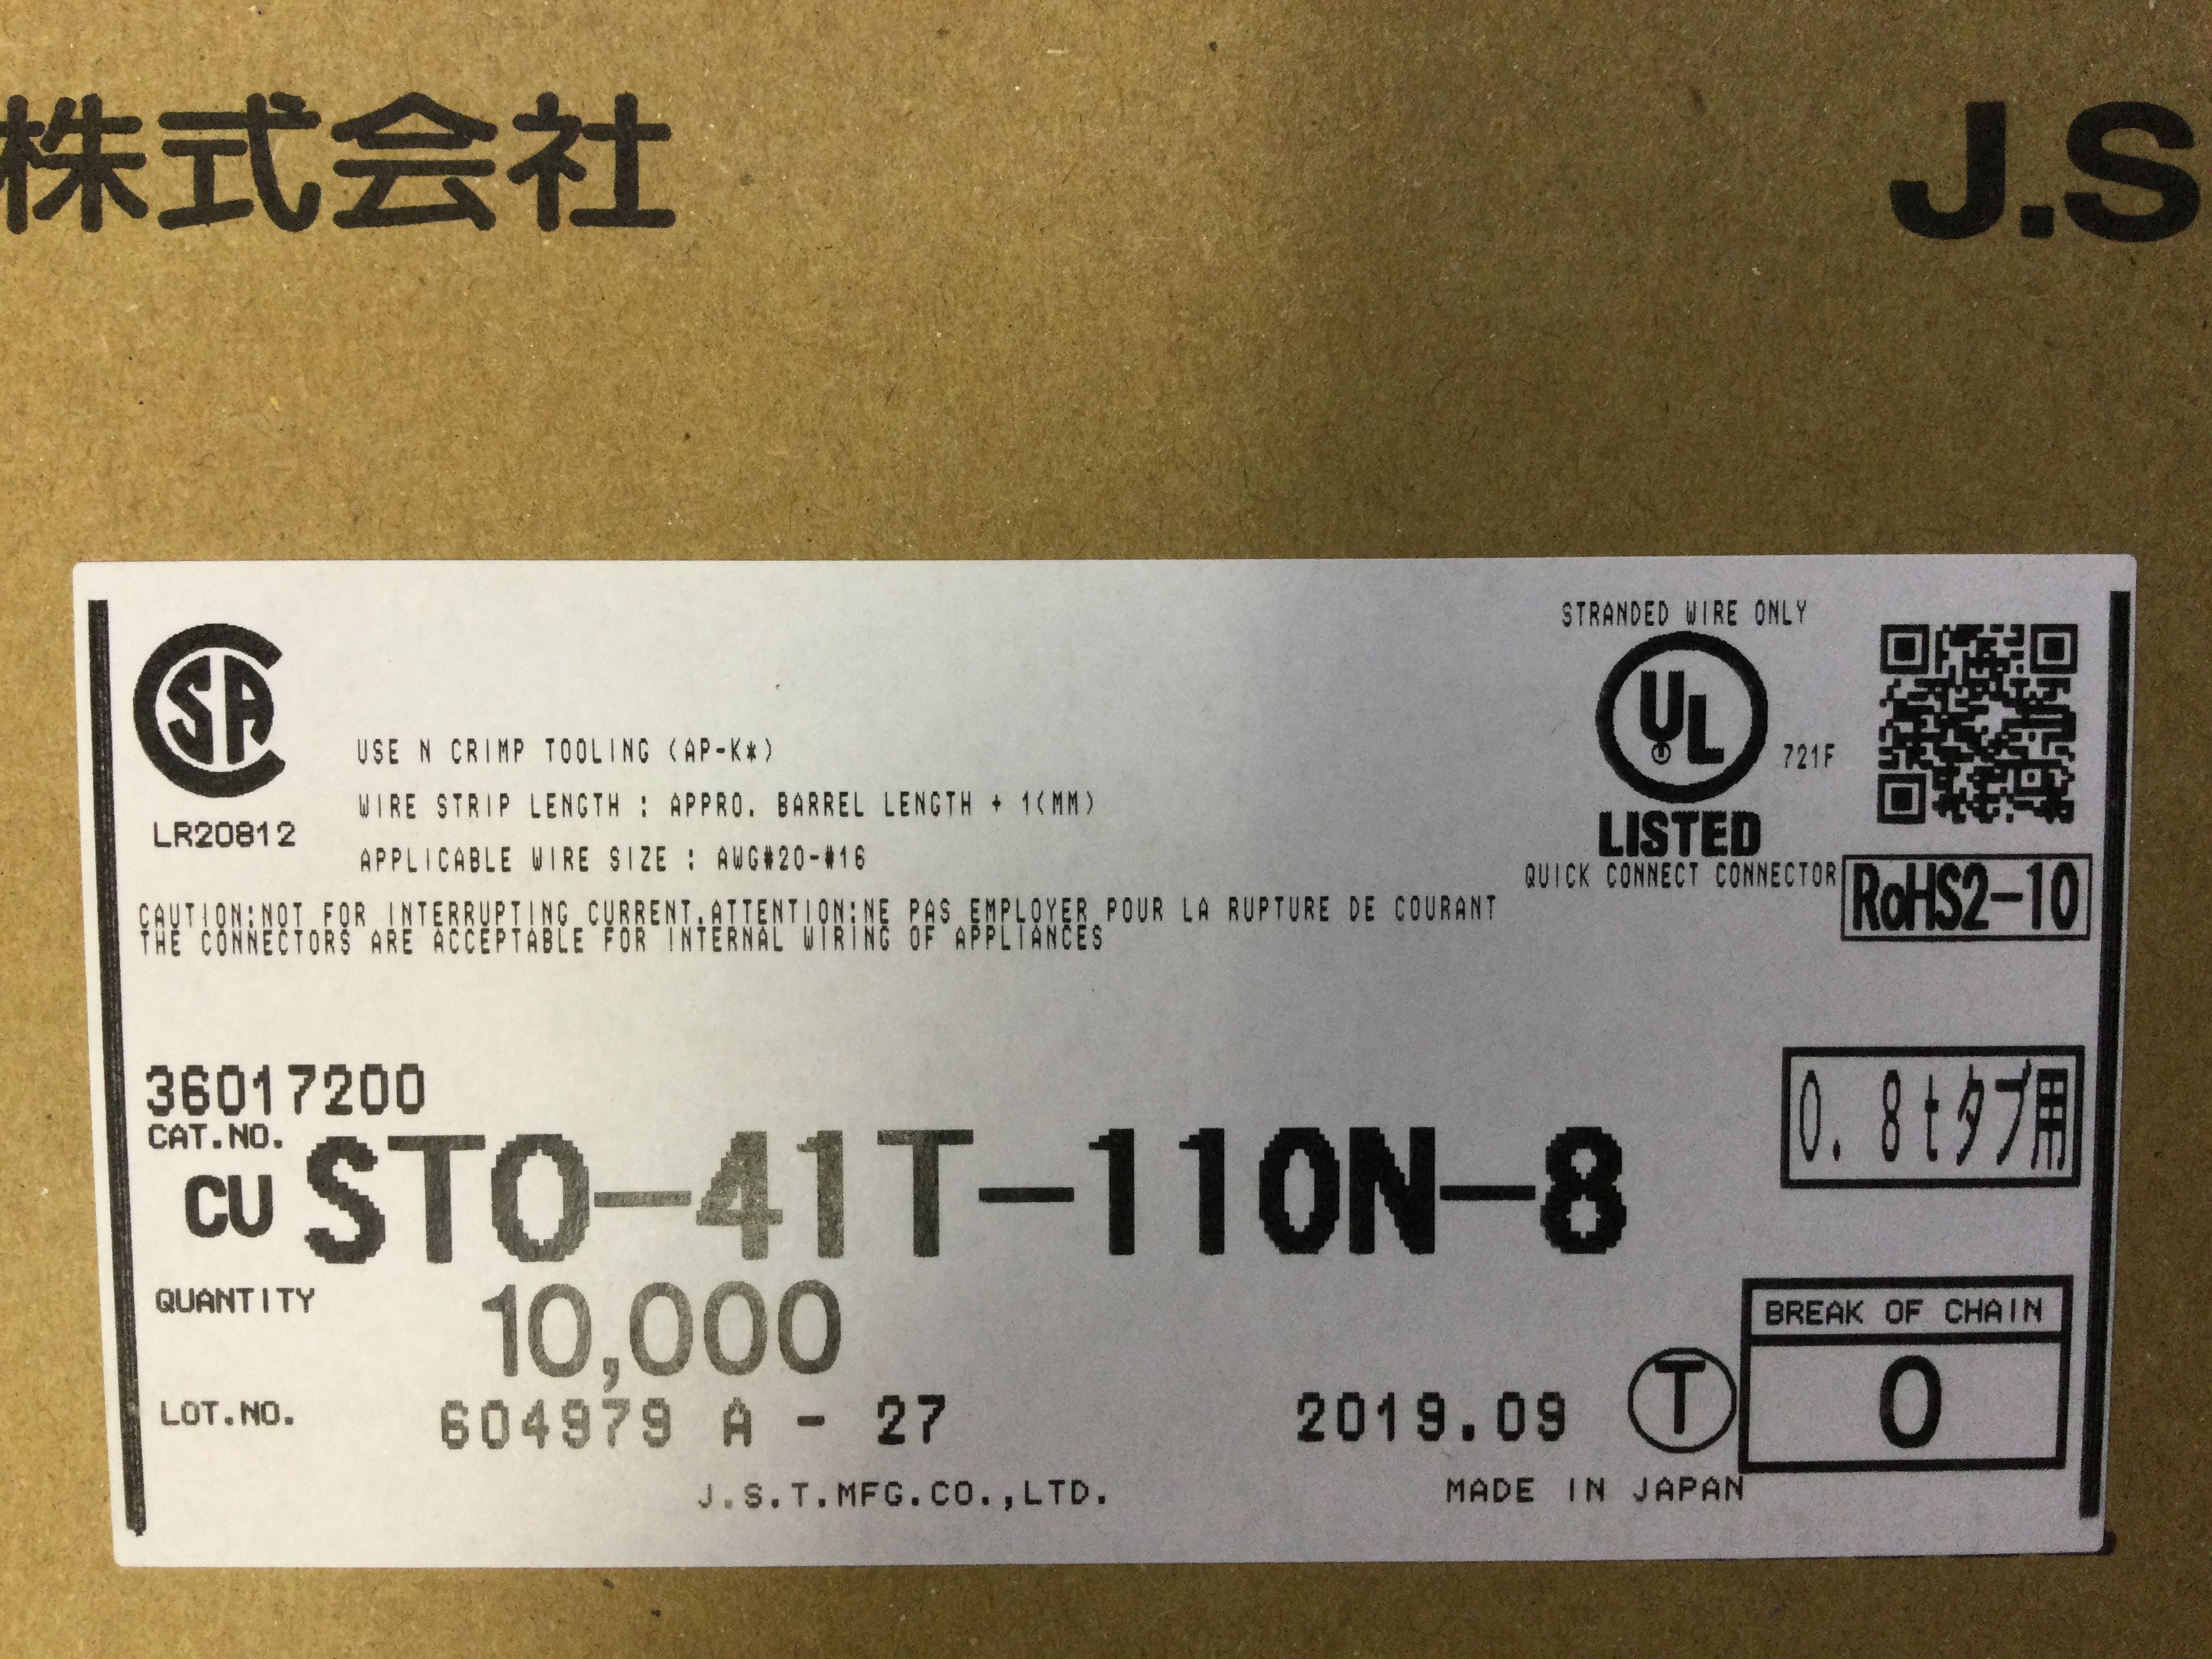 株式会社
J.S
STRANDED WIRE ONLY
CSA
UL
721F
USE N CRIMP TOOLING (AP-K*)
WIRE STRIP LENGTH : APPRO. BARREL LENGTH + 1(MM)
LR20812
LISTED
APPLICABLE WIRE SIZE : AWG#20-#16
QUICK CONNECT CONNECTOR
RoHS2-10
CAUTION:NOT FOR INTERRUPTING CURRENT.ATTENTION:NE PAS EMPLOYER POUR LA RUPTURE DE COURANT
THE CONNECTORS ARE ACCEPTABLE FOR INTERNAL WIRING OF APPLIANCES
36017200
0.8tタブ用
CAT.NO.
CU STO-41T-110N-8
QUANTITY 10,000
BREAK OF CHAIN
0
LOT.NO. 604979 A - 27 2019.09 T
J.S.T.MFG.CO.,LTD. MADE IN JAPAN